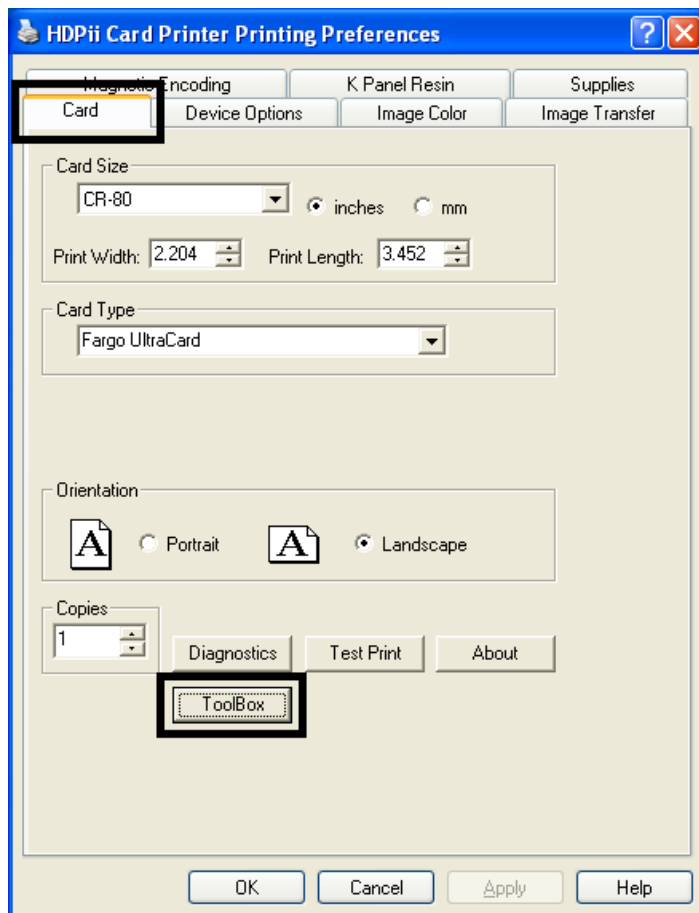 HDPii Card Printer Printing Preferences
Magnetic Encoding K Panel Resin Supplies
Card Device Options Image Color Image Transfer
Card Size
CR-80 inches mm
Print Width: 2.204 Print Length: 3.452
Card Type
Fargo UltraCard
Orientation
A Portrait A Landscape
Copies
1 Diagnostics Test Print About
ToolBox
OK Cancel Apply Help